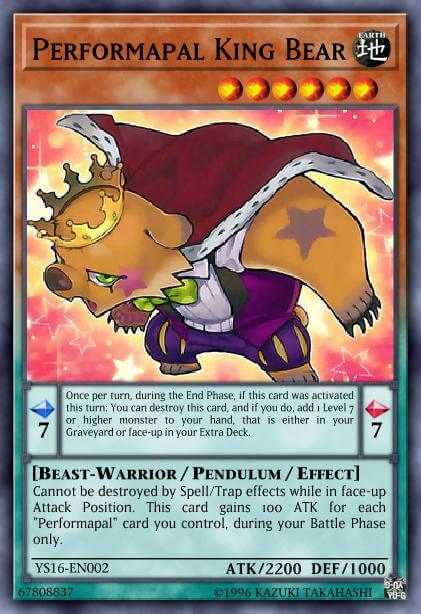 PERFORMAPAL KING BEAR
EARTH
地
Once per turn, during the End Phase, if this card was activated
this turn: You can destroy this card, and if you do, add 1 Level 7
or higher monster to your hand, that is either in your
Graveyard or face-up in your Extra Deck.
7
7
[BEAST-WARRIOR / PENDULUM / EFFECT]
Cannot be destroyed by Spell/Trap effects while in face-up
Attack Position. This card gains 100 ATK for each
"Performapal" card you control, during your Battle Phase
only.
YS16-EN002
ATK/2200 DEF/1000
67808837
©1996 KAZUKI TAKAHASHI